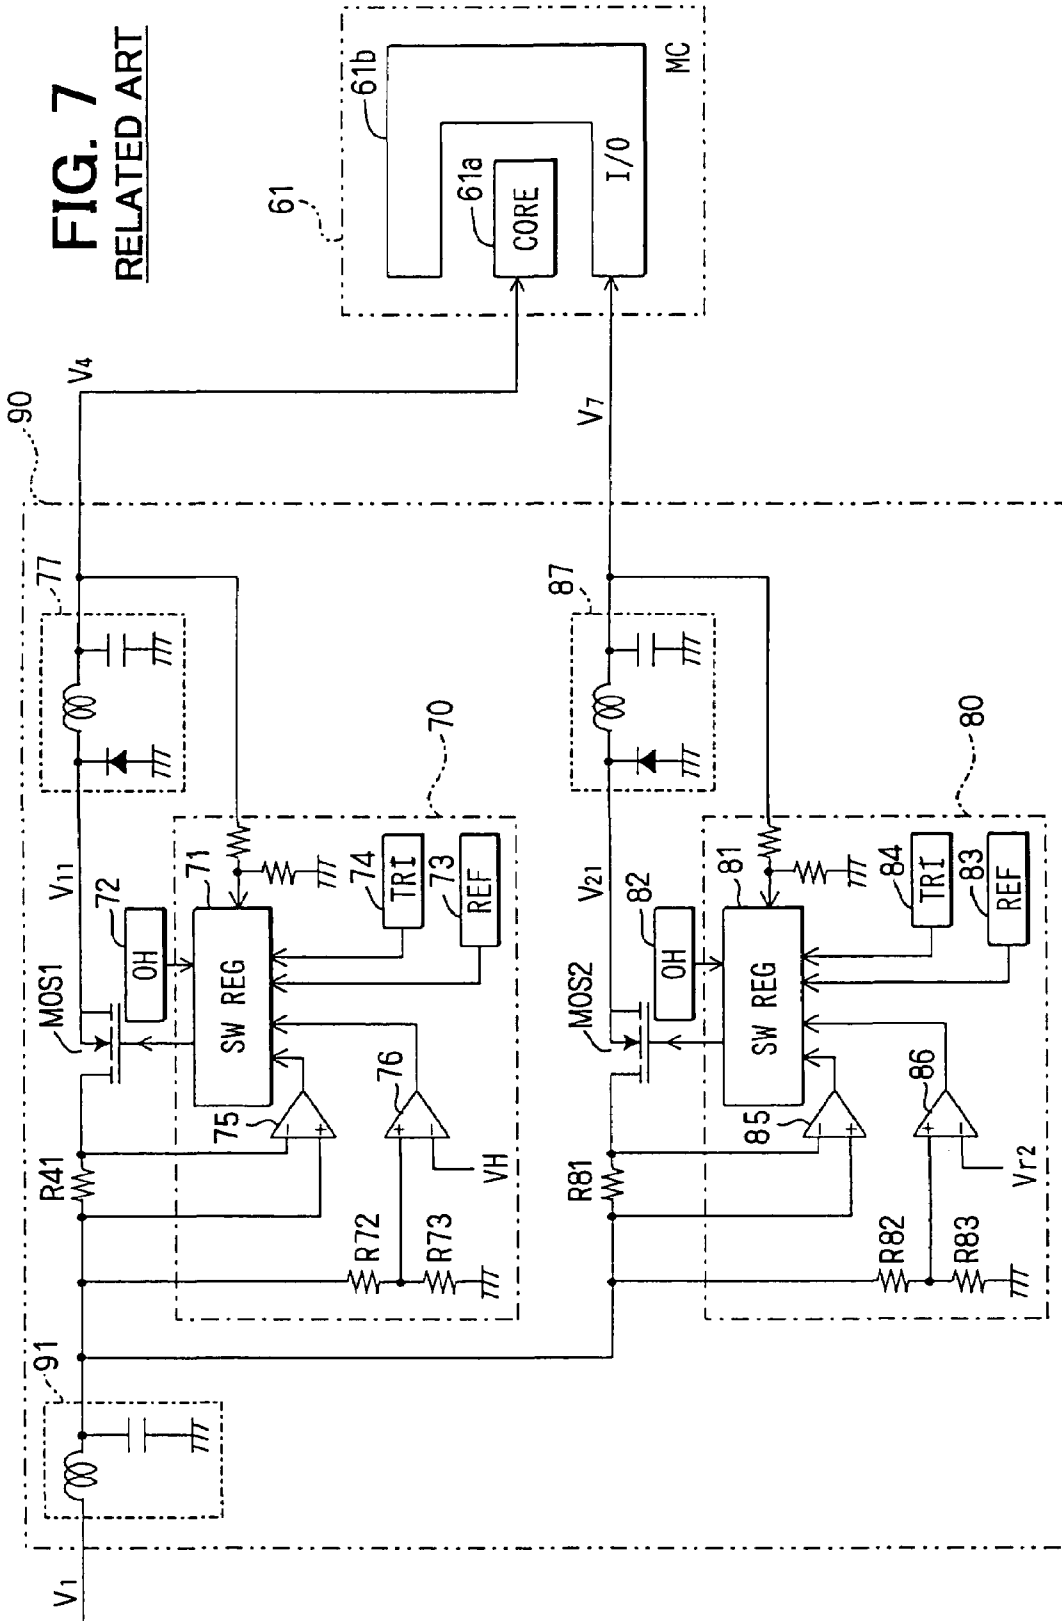 FIG. 7
RELATED ART
90
V1
91
R41
MOS1
V11
77
V4
72
OH
71
SW REG
75
76
VH
R72
R73
74
TRI
73
REF
70
61
61b
61a
CORE
I/O
MC
R81
MOS2
V21
87
V7
82
OH
81
SW REG
85
86
Vr2
R82
R83
84
TRI
83
REF
80